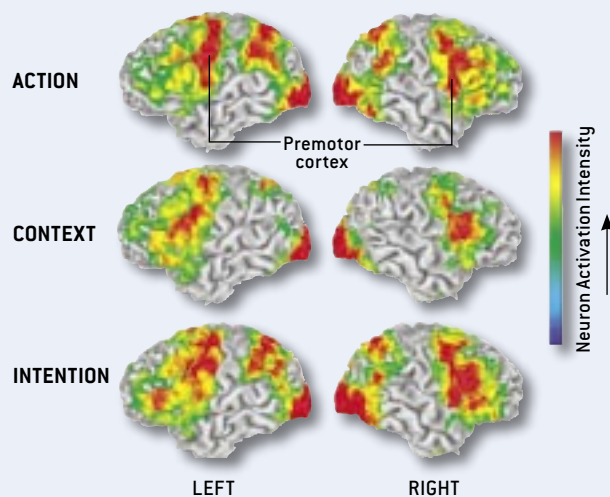 ACTION
Premotor
cortex
CONTEXT
INTENTION
LEFT
RIGHT
Neuron Activation Intensity